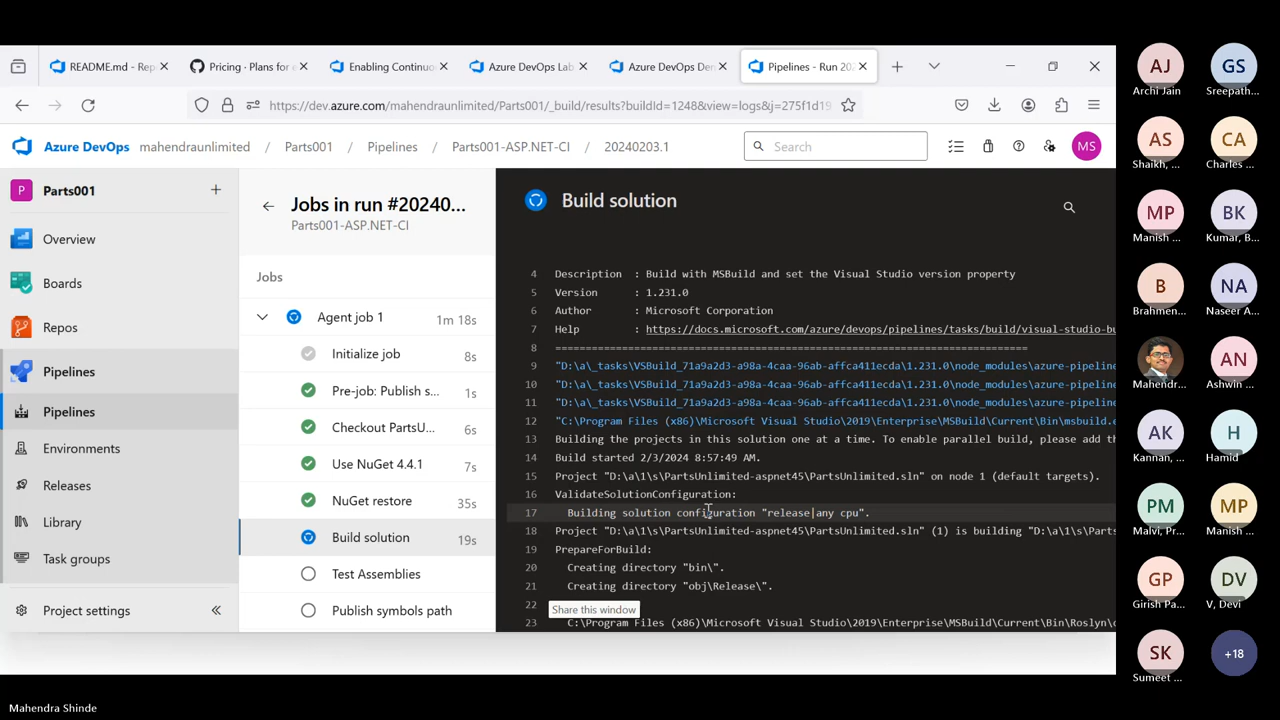 README.md - Rep
Pricing · Plans for e
Enabling Continuo
Azure DevOps Lab
Azure DevOps Den
Pipelines - Run 202
https://dev.azure.com/mahendraunlimited/Parts001/_build/results?buildId=1248&view=logs&j=275f1d19
Azure DevOps mahendraunlimited / Parts001 / Pipelines / Parts001-ASP.NET-CI / 20240203.1
Search
MS
P Parts001
Overview
Boards
Repos
Pipelines
Pipelines
Environments
Releases
Library
Task groups
Project settings
Jobs in run #20240...
Parts001-ASP.NET-CI
Jobs
Agent job 1 1m 18s
Initialize job 8s
Pre-job: Publish s... 1s
Checkout PartsU... 6s
Use NuGet 4.4.1 7s
NuGet restore 35s
Build solution 19s
Test Assemblies
Publish symbols path
Build solution
4 Description : Build with MSBuild and set the Visual Studio version property
5 Version : 1.231.0
6 Author : Microsoft Corporation
7 Help : https://docs.microsoft.com/azure/devops/pipelines/tasks/build/visual-studio-bu
8 ==============================================================================
9 "D:\a\_tasks\VSBuild_71a9a2d3-a98a-4caa-96ab-affca411ecda\1.231.0\node_modules\azure-pipeline
10 "D:\a\_tasks\VSBuild_71a9a2d3-a98a-4caa-96ab-affca411ecda\1.231.0\node_modules\azure-pipeline
11 "D:\a\_tasks\VSBuild_71a9a2d3-a98a-4caa-96ab-affca411ecda\1.231.0\node_modules\azure-pipeline
12 "C:\Program Files (x86)\Microsoft Visual Studio\2019\Enterprise\MSBuild\Current\Bin\msbuild.e
13 Building the projects in this solution one at a time. To enable parallel build, please add th
14 Build started 2/3/2024 8:57:49 AM.
15 Project "D:\a\1\s\PartsUnlimited-aspnet45\PartsUnlimited.sln" on node 1 (default targets).
16 ValidateSolutionConfiguration:
17 Building solution configuration "release|any cpu".
18 Project "D:\a\1\s\PartsUnlimited-aspnet45\PartsUnlimited.sln" (1) is building "D:\a\1\s\Parts
19 PrepareForBuild:
20 Creating directory "bin\".
21 Creating directory "obj\Release\".
22
Share this window
23 C:\Program Files (x86)\Microsoft Visual Studio\2019\Enterprise\MSBuild\Current\Bin\Roslyn\c
AJ
Archi Jain
GS
Sreepath...
AS
Shaikh, ...
CA
Charles ...
MP
Manish ...
BK
Kumar, B...
B
Brahmen...
NA
Naseer A...
Mahendr...
AN
Ashwin ...
AK
Kannan, ...
H
Hamid
PM
Malvi, Pr...
MP
Manish ...
GP
Girish Pa...
DV
V, Devi
SK
Sumeet ...
+18
Mahendra Shinde